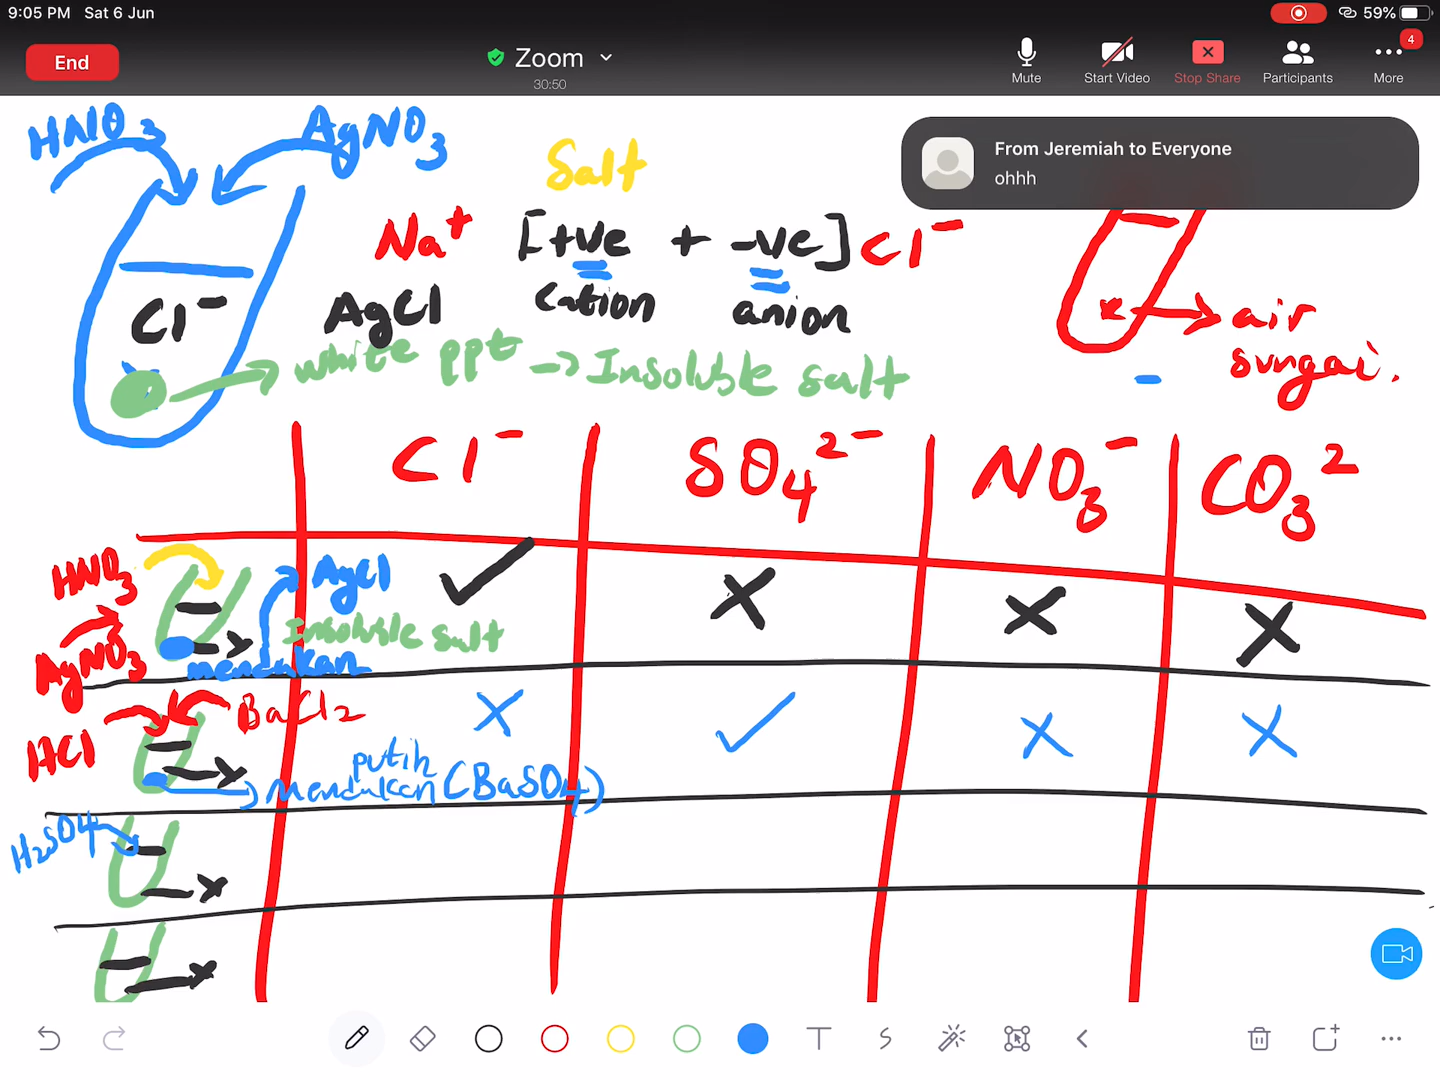 9:05 PM Sat 6 Jun
59%
End
Zoom
30:50
Mute
Start Video
Stop Share
Participants
4
More
From Jeremiah to Everyone
ohhh
HNO3
AgNO3
Salt
Na+ [+ve + -ve] Cl-
cation anion
Cl-
AgCl
white ppt → Insoluble salt
air
sungai.
Cl- SO4 2- NO3- CO3 2
HNO3
AgNO3
AgCl
Insoluble salt
mendakan
BaCl2
HCl
putih
mendakan (BaSO4)
H2SO4
T